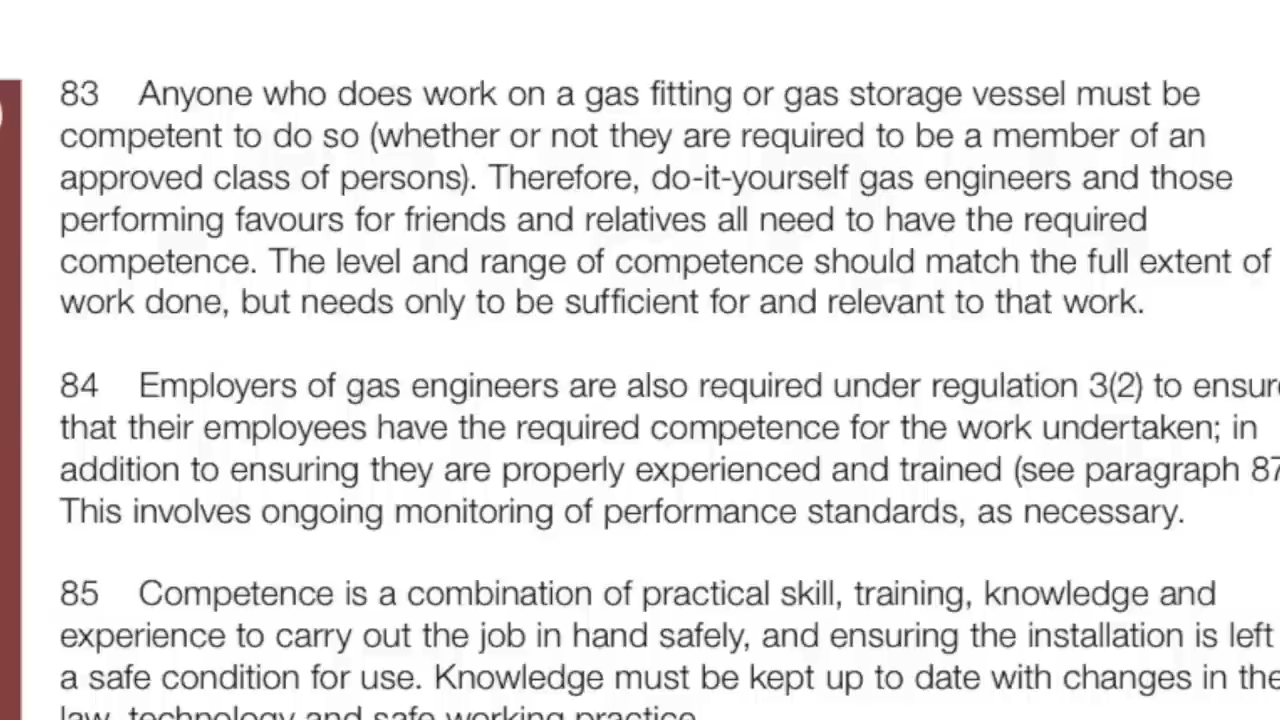 83 Anyone who does work on a gas fitting or gas storage vessel must be
competent to do so (whether or not they are required to be a member of an
approved class of persons). Therefore, do-it-yourself gas engineers and those
performing favours for friends and relatives all need to have the required
competence. The level and range of competence should match the full extent of
work done, but needs only to be sufficient for and relevant to that work.
84 Employers of gas engineers are also required under regulation 3(2) to ensure
that their employees have the required competence for the work undertaken; in
addition to ensuring they are properly experienced and trained (see paragraph 87
This involves ongoing monitoring of performance standards, as necessary.
85 Competence is a combination of practical skill, training, knowledge and
experience to carry out the job in hand safely, and ensuring the installation is left
a safe condition for use. Knowledge must be kept up to date with changes in the
law, technology and safe working practice.